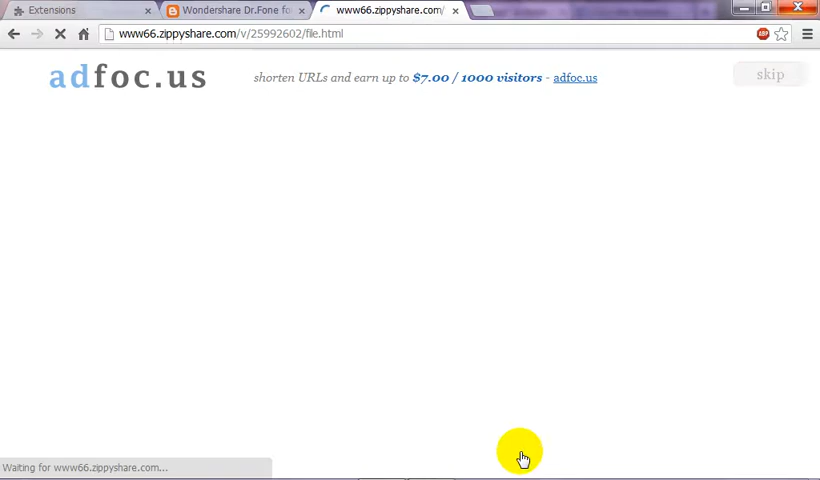 Extensions
Wondershare Dr.Fone fo
www66.zippyshare.com/
www66.zippyshare.com/v/25992602/file.html
ABP
adfoc.us
shorten URLs and earn up to $7.00 / 1000 visitors - adfoc.us
skip
Waiting for www66.zippyshare.com...